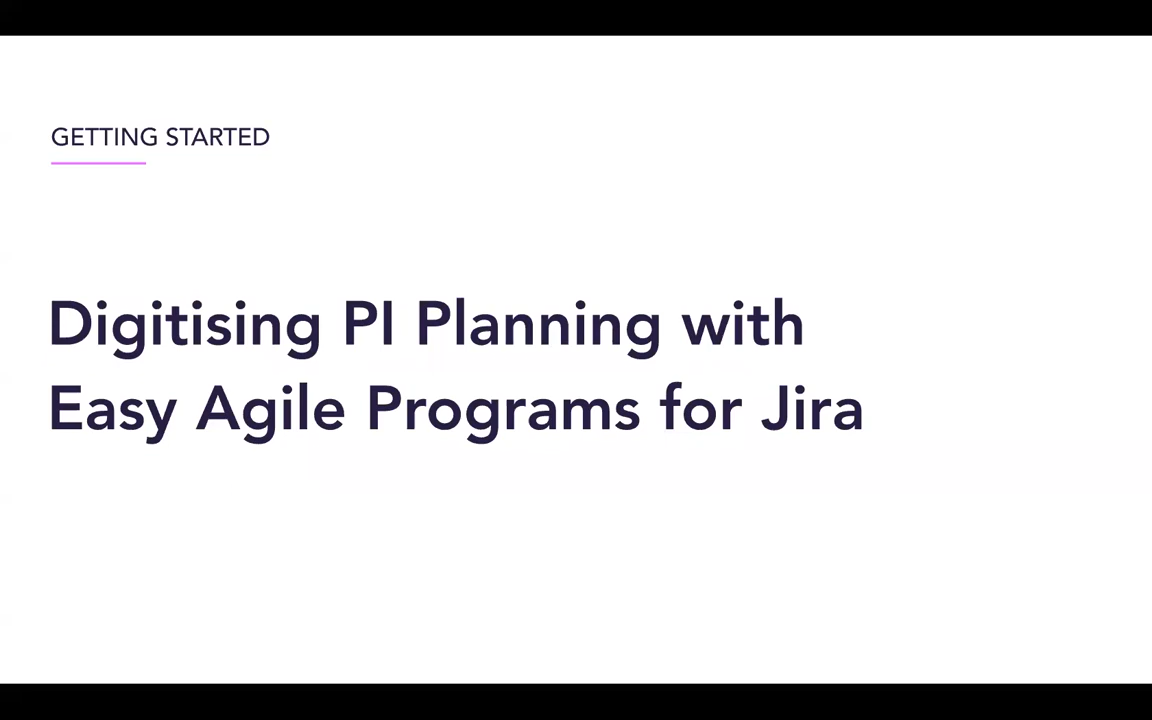 GETTING STARTED
Digitising PI Planning with
Easy Agile Programs for Jira